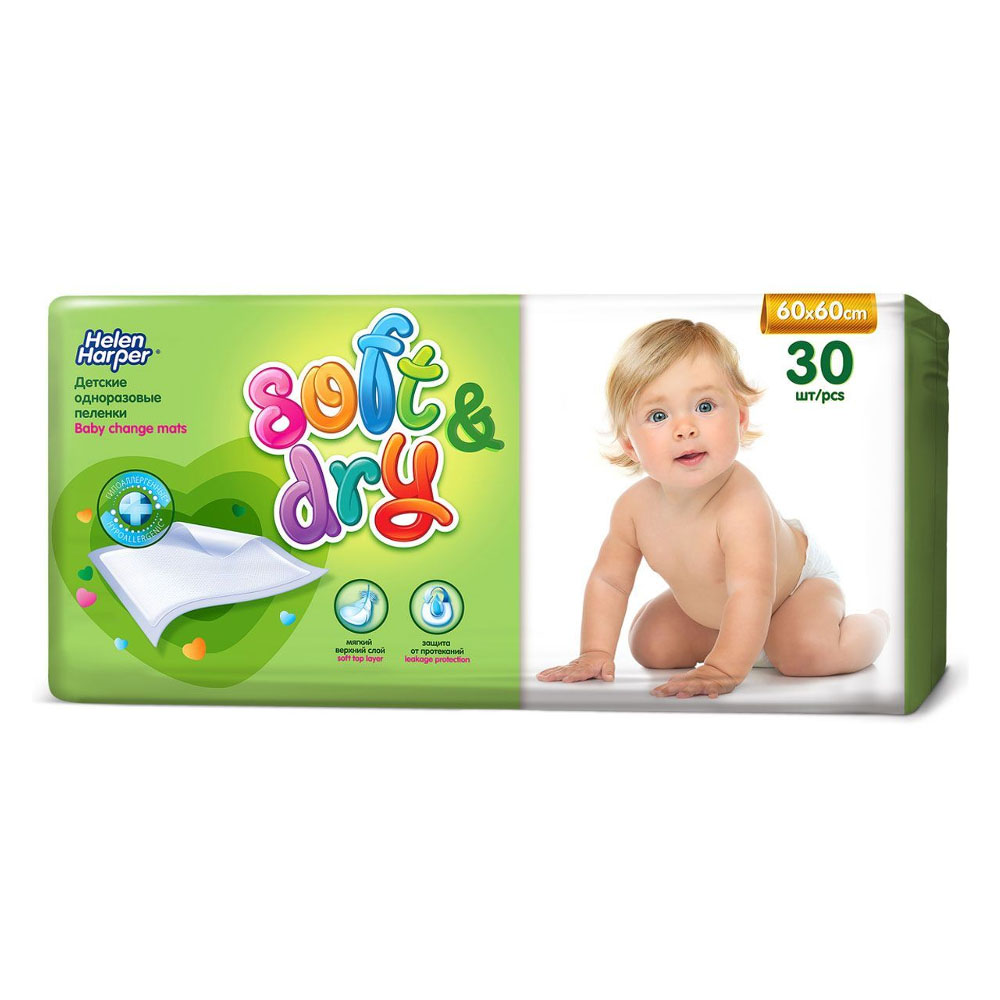 Helen
Harper®
Детские
одноразовые
пеленки
Baby change mats
soft &
dry
ГИПОАЛЛЕРГЕННЫЕ
HYPOALLERGENIC
мягкий
верхний слой
soft top layer
защита
от протеканий
leakage protection
60x60cm
30
шт/pcs